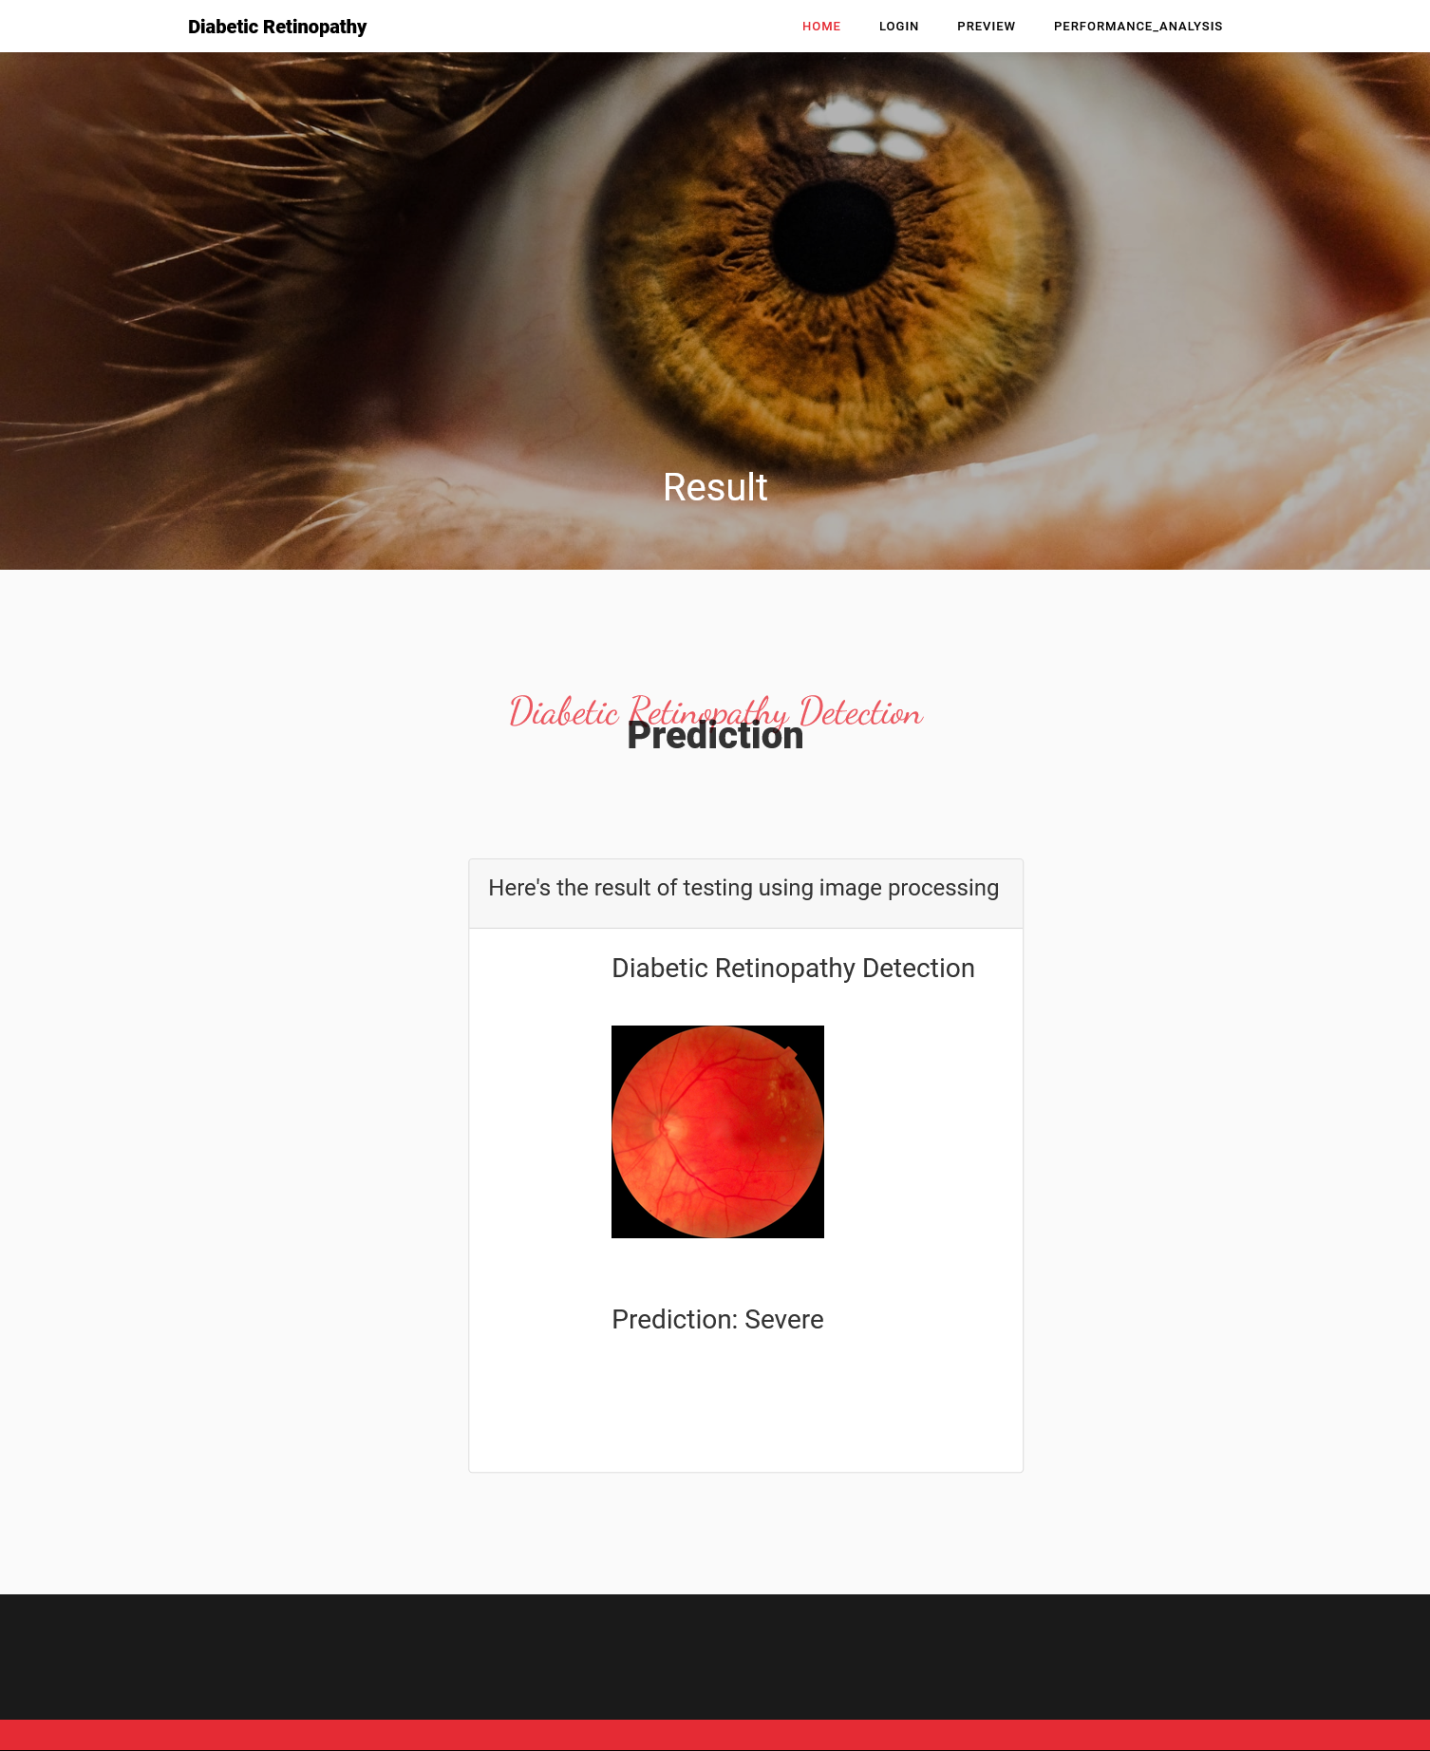 Diabetic Retinopathy
HOME LOGIN PREVIEW PERFORMANCE_ANALYSIS
Result
Diabetic Retinopathy Detection
Prediction
Here's the result of testing using image processing
Diabetic Retinopathy Detection
Prediction: Severe